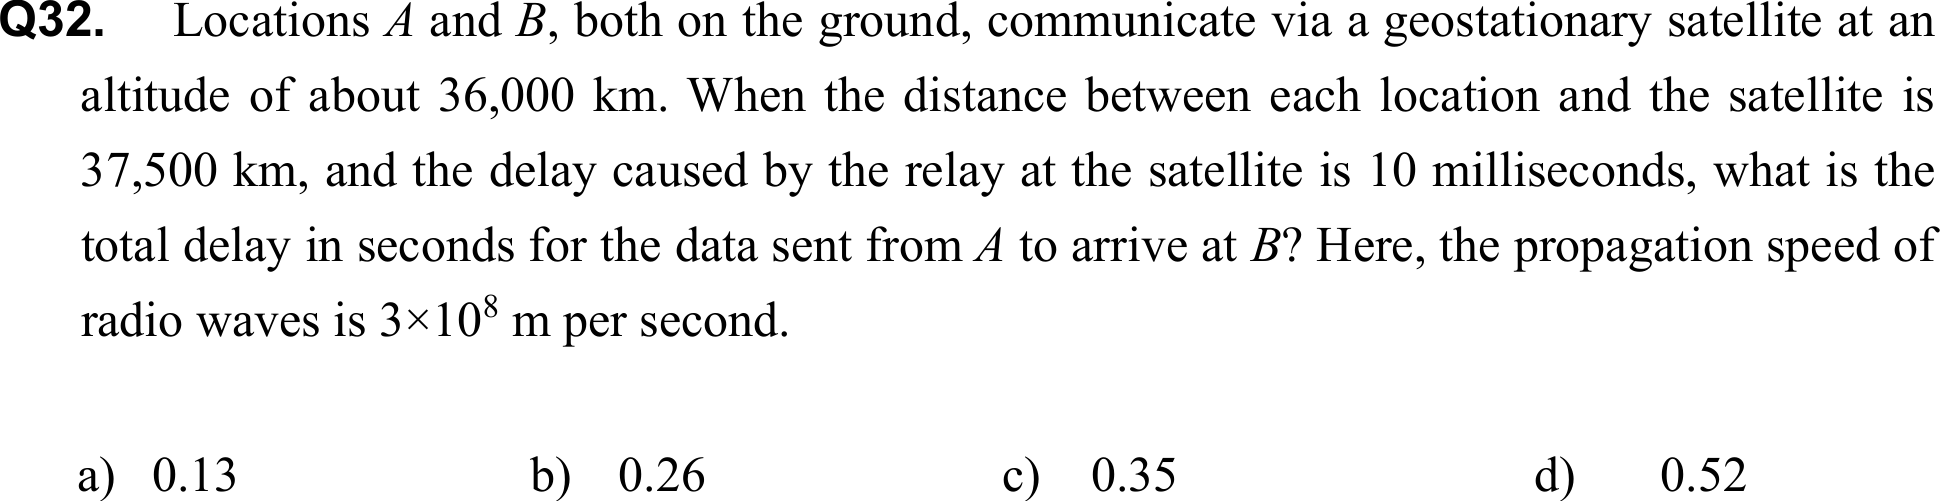 Q32. Locations A and B, both on the ground, communicate via a geostationary satellite at an
altitude of about 36,000 km. When the distance between each location and the satellite is
37,500 km, and the delay caused by the relay at the satellite is 10 milliseconds, what is the
total delay in seconds for the data sent from A to arrive at B? Here, the propagation speed of
radio waves is 3×10⁸ m per second.
a) 0.13 b) 0.26 c) 0.35 d) 0.52